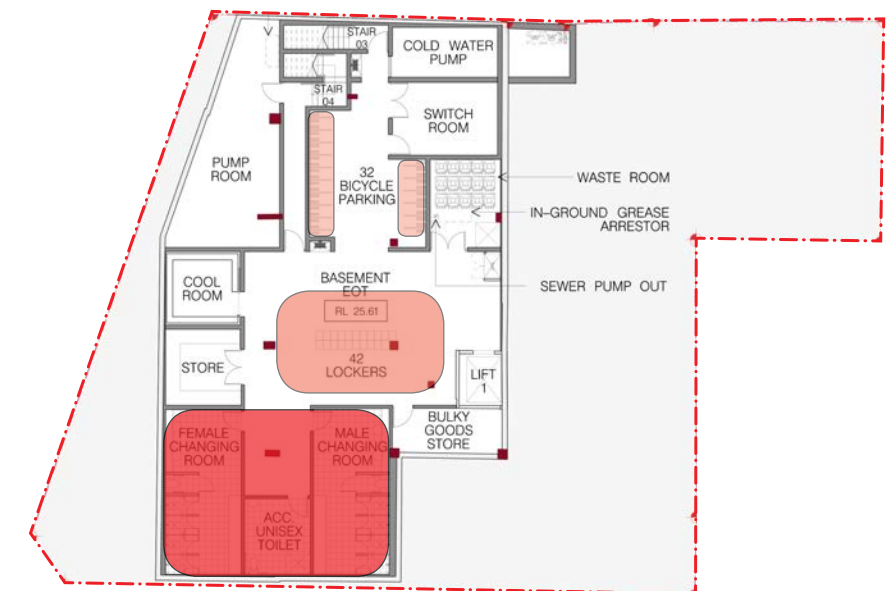 STAIR
03
COLD WATER
PUMP
STAIR
04
SWITCH
ROOM
PUMP
ROOM
32
BICYCLE
PARKING
WASTE ROOM
IN-GROUND GREASE
ARRESTOR
COOL
ROOM
BASEMENT
EOT
SEWER PUMP OUT
RL 25.61
STORE
42
LOCKERS
LIFT
1
BULKY
GOODS
STORE
FEMALE
CHANGING
ROOM
MALE
CHANGING
ROOM
ACC.
UNISEX
TOILET